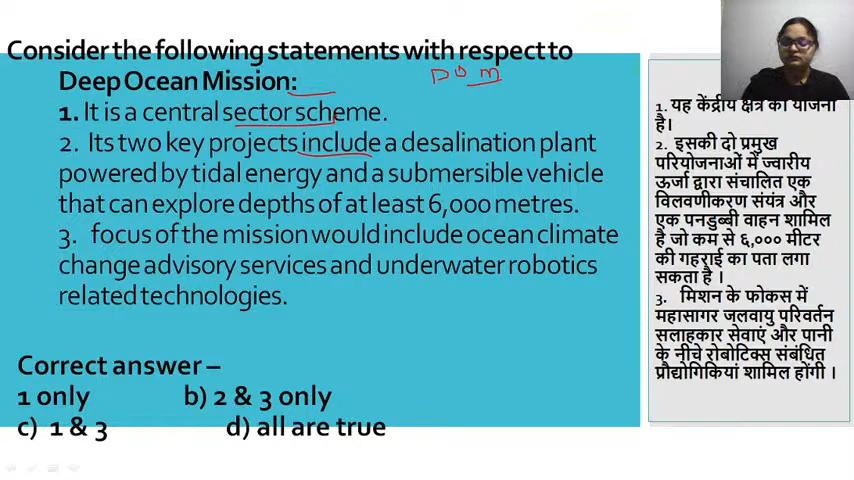 Consider the following statements with respect to
Deep Ocean Mission:
DOM
1. It is a central sector scheme.
2. Its two key projects include a desalination plant
powered by tidal energy and a submersible vehicle
that can explore depths of at least 6,000 metres.
3. focus of the mission would include ocean climate
change advisory services and underwater robotics
related technologies.
Correct answer –
1 only b) 2 & 3 only
c) 1 & 3 d) all are true
1. यह केंद्रीय क्षेत्र की योजना
है।
2. इसकी दो प्रमुख
परियोजनाओं में ज्वारीय
ऊर्जा द्वारा संचालित एक
विलवणीकरण संयंत्र और
एक पनडुब्बी वाहन शामिल
है जो कम से ६,००० मीटर
की गहराई का पता लगा
सकता है ।
3. मिशन के फोकस में
महासागर जलवायु परिवर्तन
सलाहकार सेवाएं और पानी
के नीचे रोबोटिक्स संबंधित
प्रौद्योगिकियां शामिल होंगी ।